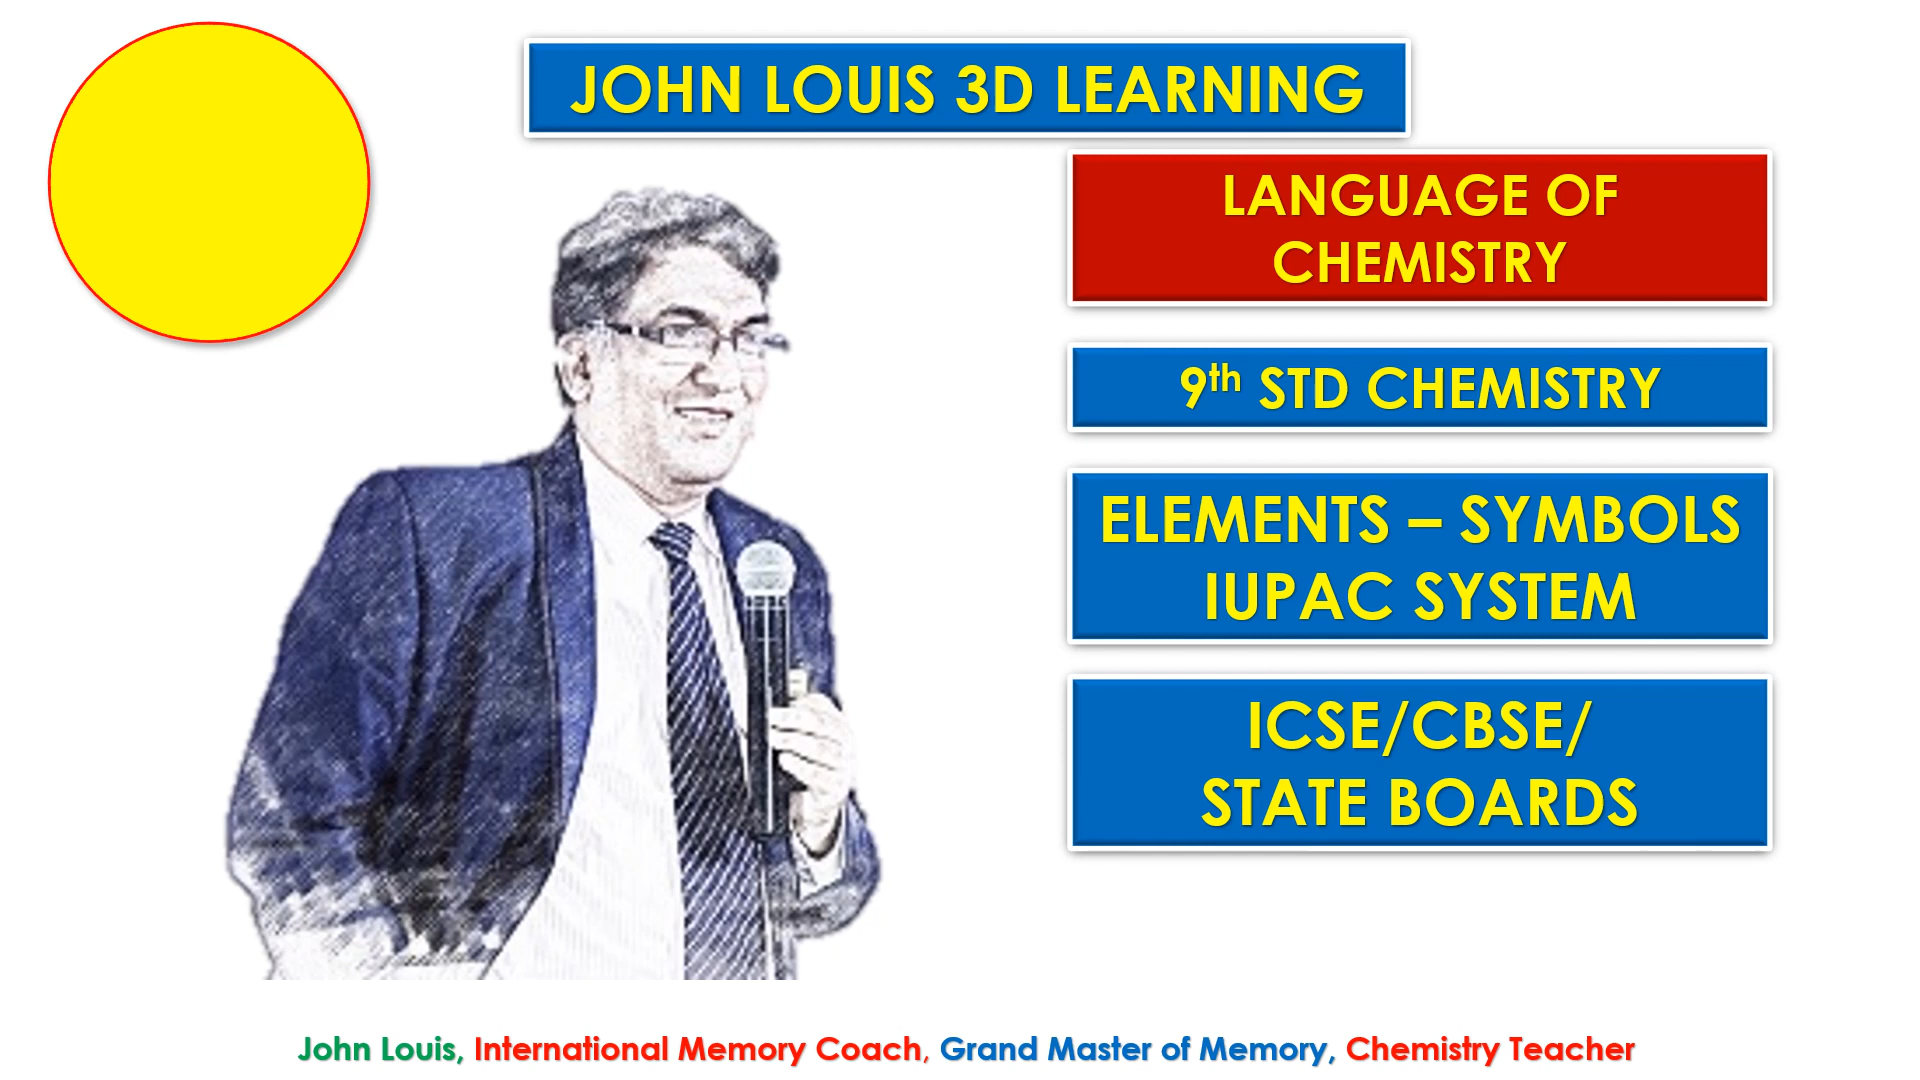 JOHN LOUIS 3D LEARNING
LANGUAGE OF
CHEMISTRY
9th STD CHEMISTRY
ELEMENTS – SYMBOLS
IUPAC SYSTEM
ICSE/CBSE/
STATE BOARDS
John Louis, International Memory Coach, Grand Master of Memory, Chemistry Teacher